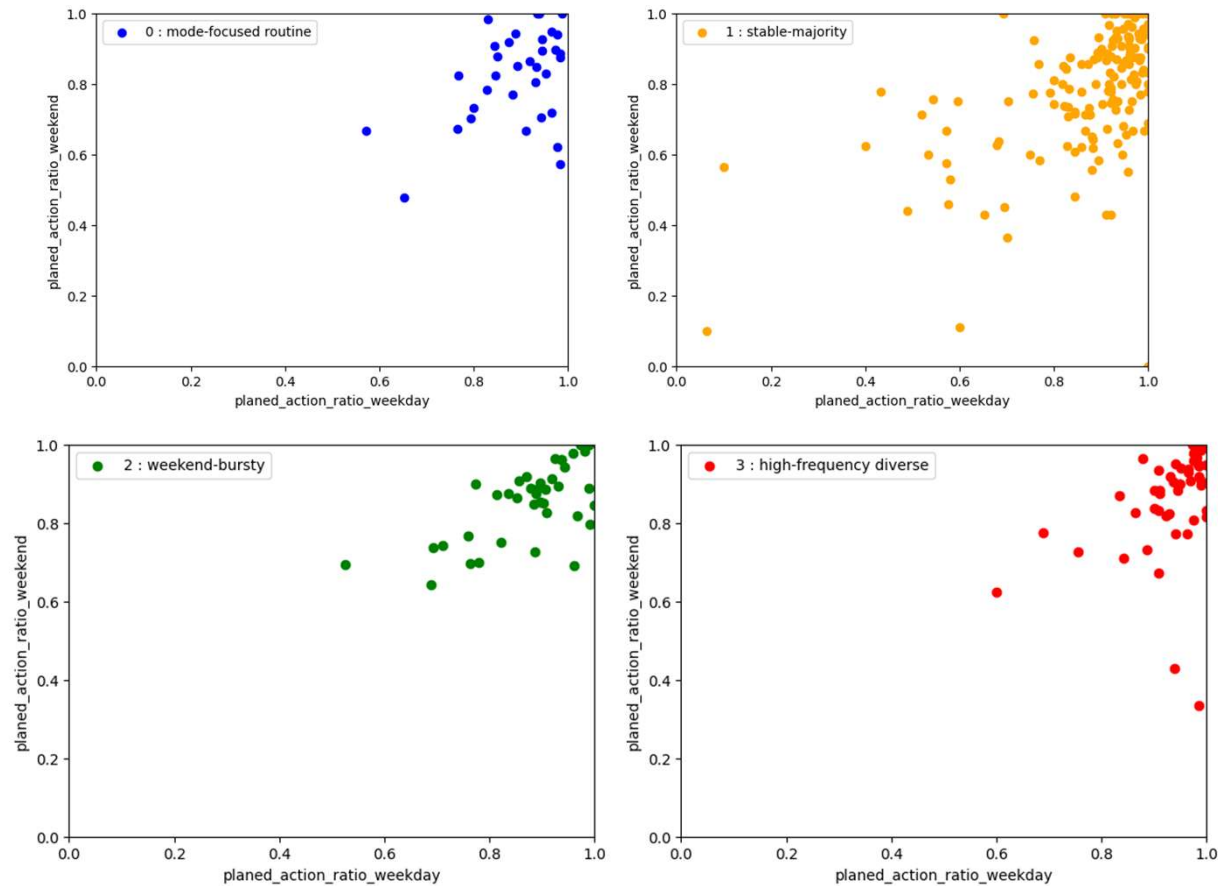 0 : mode-focused routine
planed_action_ratio_weekend
1.0
0.8
0.6
0.4
0.2
0.0
0.0 0.2 0.4 0.6 0.8 1.0
planed_action_ratio_weekday
1 : stable-majority
planed_action_ratio_weekend
1.0
0.8
0.6
0.4
0.2
0.0
0.0 0.2 0.4 0.6 0.8 1.0
planed_action_ratio_weekday
2 : weekend-bursty
planed_action_ratio_weekend
1.0
0.8
0.6
0.4
0.2
0.0
0.0 0.2 0.4 0.6 0.8 1.0
planed_action_ratio_weekday
3 : high-frequency diverse
planed_action_ratio_weekend
1.0
0.8
0.6
0.4
0.2
0.0
0.0 0.2 0.4 0.6 0.8 1.0
planed_action_ratio_weekday